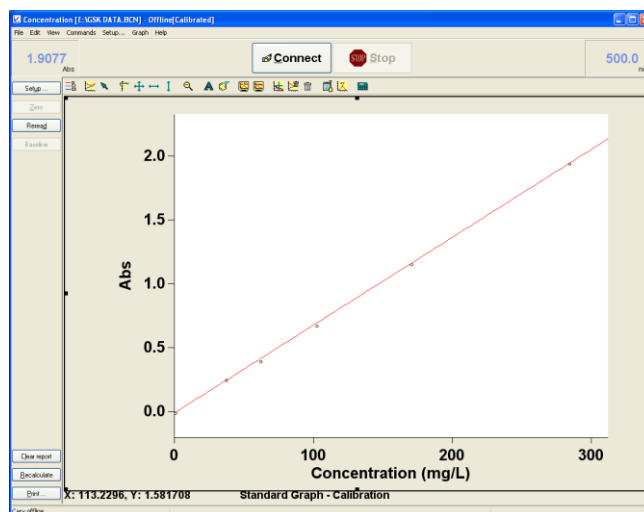 Concentration [E:\GSK DATA.BCN] - Offline[Calibrated]
File Edit View Commands Setup... Graph Help
1.9077
Abs
Connect
STOP Stop
500.0
Setup...
Zero
Reread
Baseline
2.0
1.5
1.0
0.5
0.0
Abs
0 100 200 300
Concentration (mg/L)
Clear report
Recalculate
Print...
X: 113.2296, Y: 1.581708 Standard Graph - Calibration